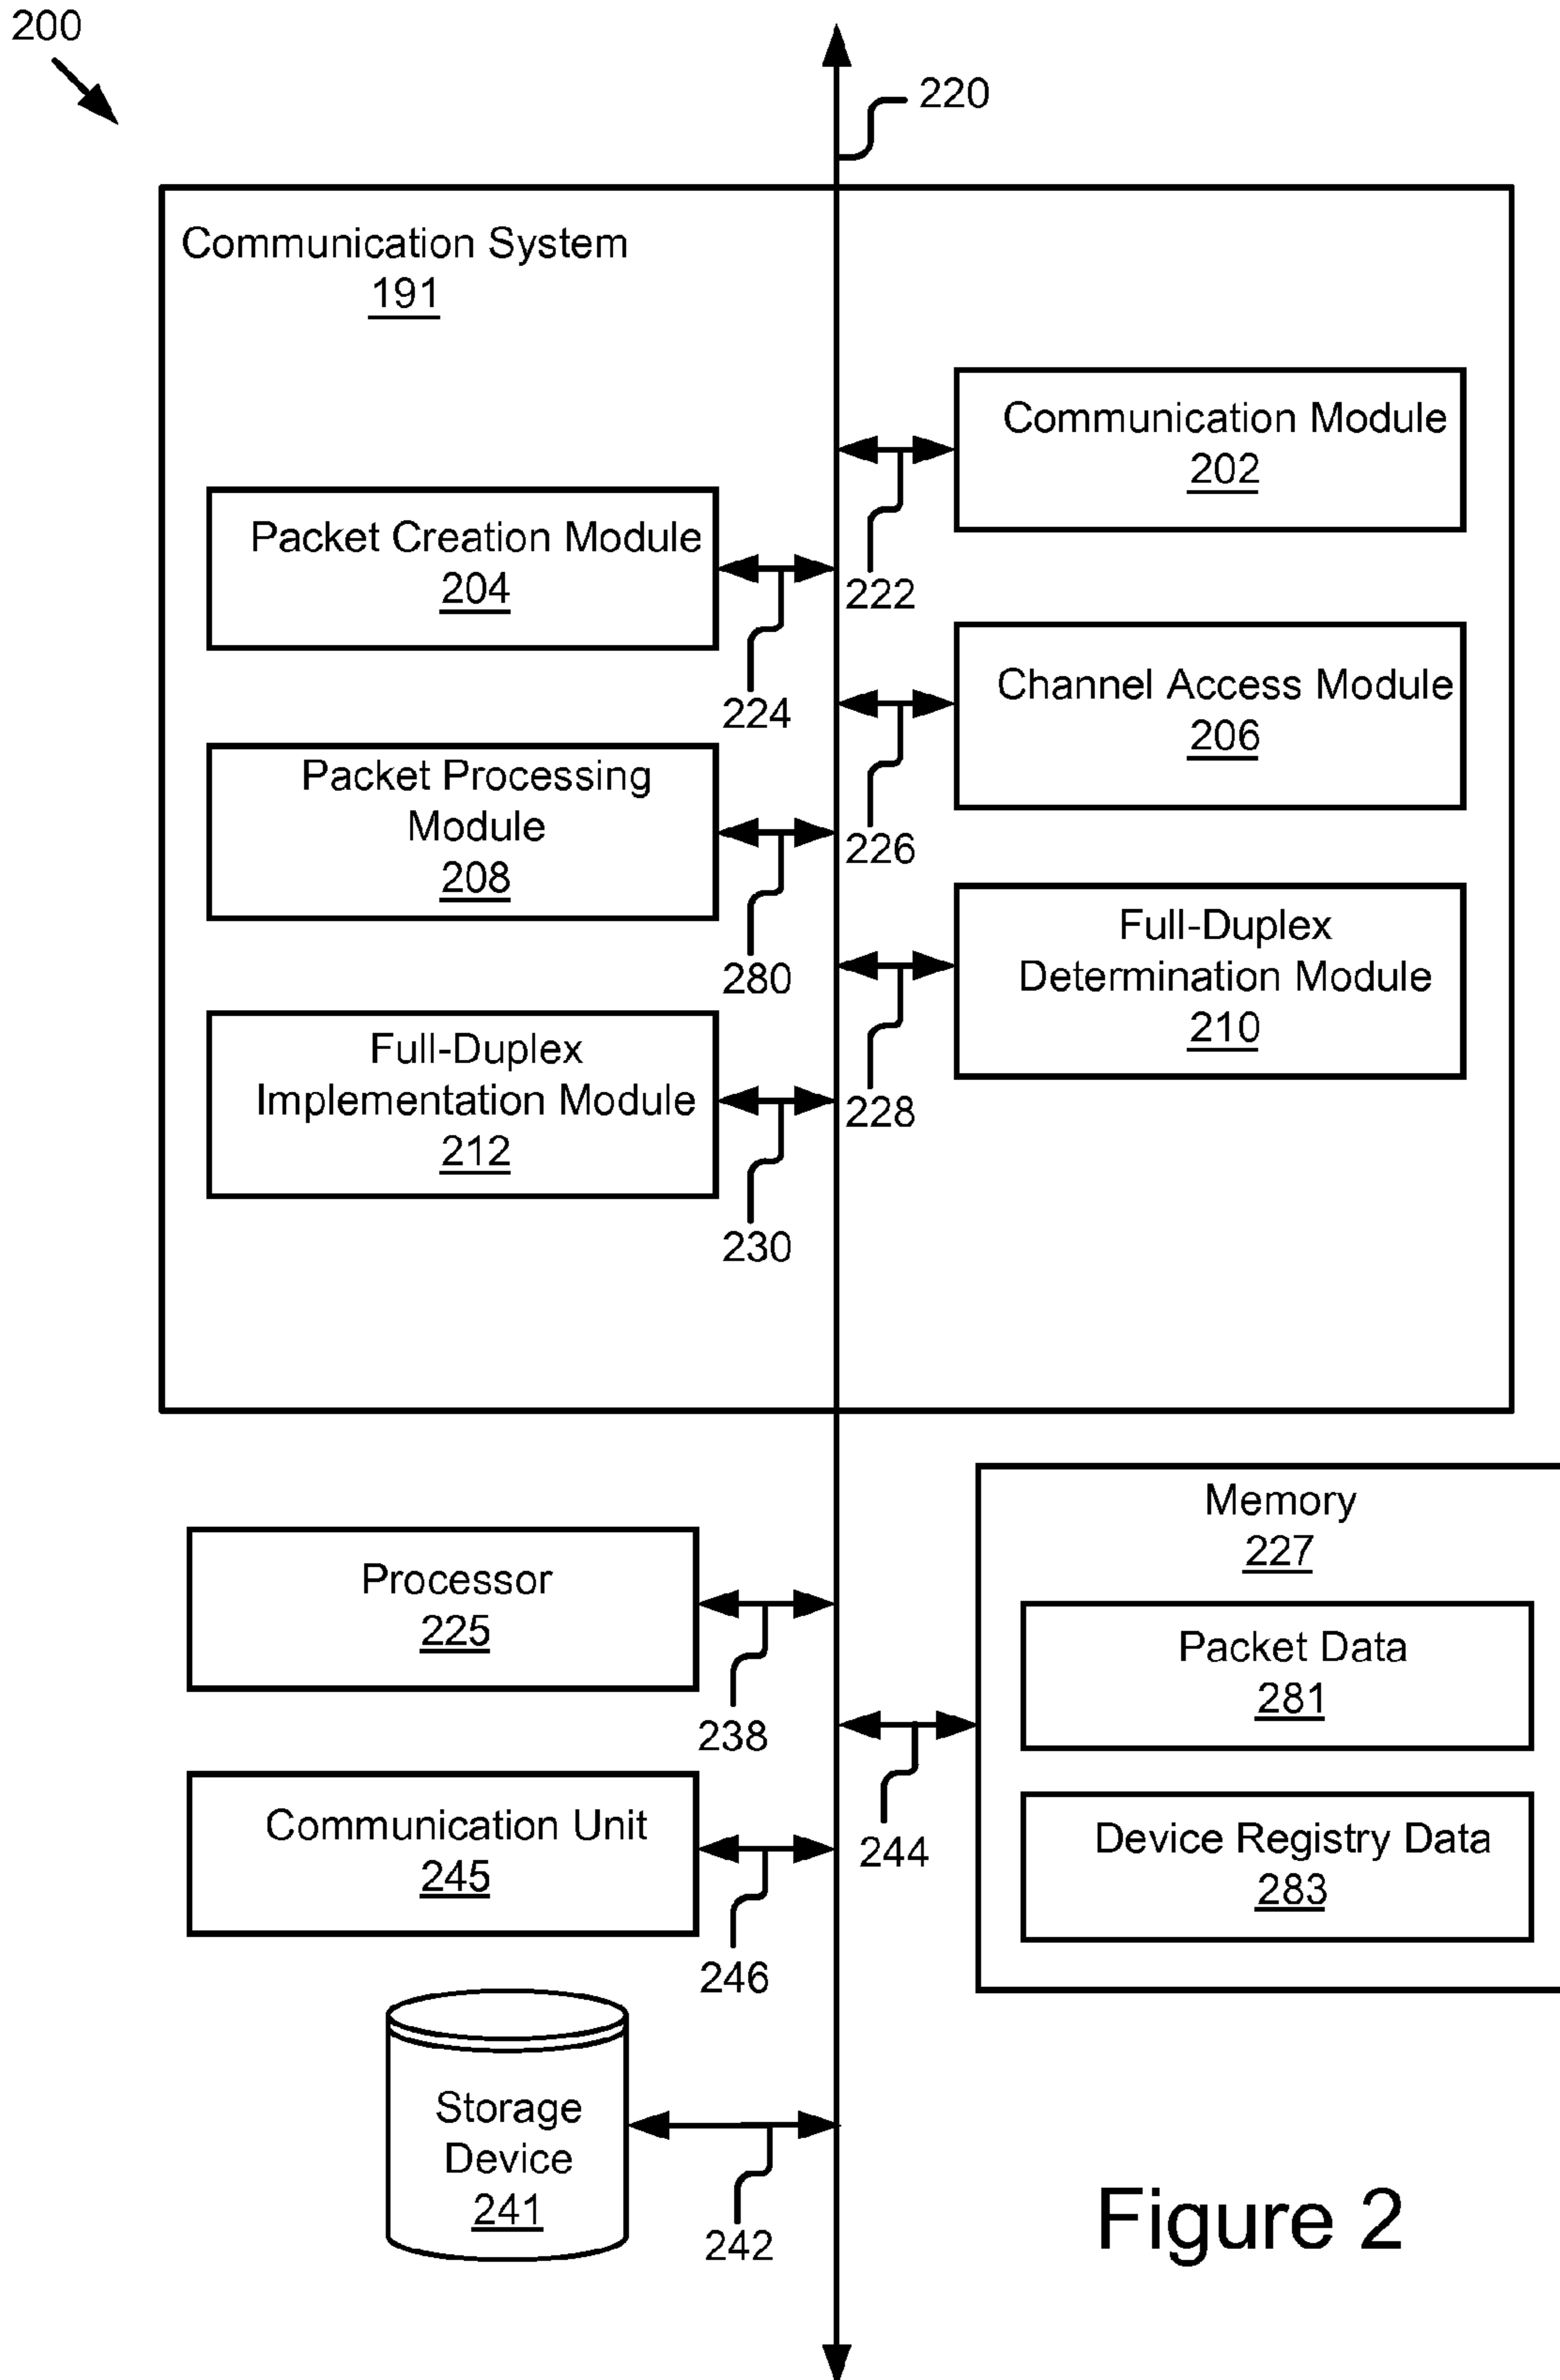 200
220
Communication System
191
Communication Module
202
222
Packet Creation Module
204
224
Channel Access Module
206
226
Packet Processing
Module
208
280
Full-Duplex
Determination Module
210
228
Full-Duplex
Implementation Module
212
230
Memory
227
Processor
225
238
Packet Data
281
244
Communication Unit
245
246
Device Registry Data
283
Storage
Device
241
242
Figure 2